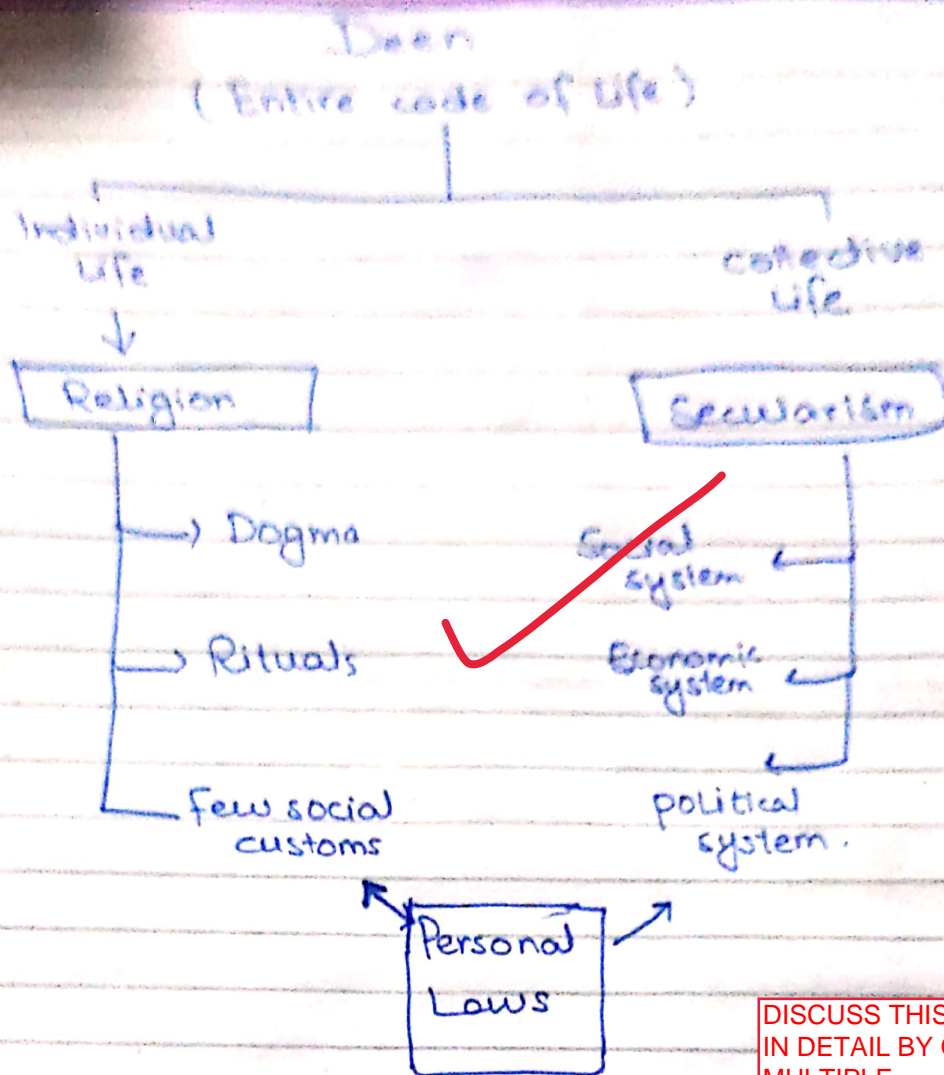 Deen
(Entire code of Life)
Individual
Life
collective
Life
Religion
Secularism
Dogma
Social
system
Rituals
Economic
system
Few social
customs
political
system.
Personal
Laws
DISCUSS THIS
IN DETAIL BY
MULTIPLE